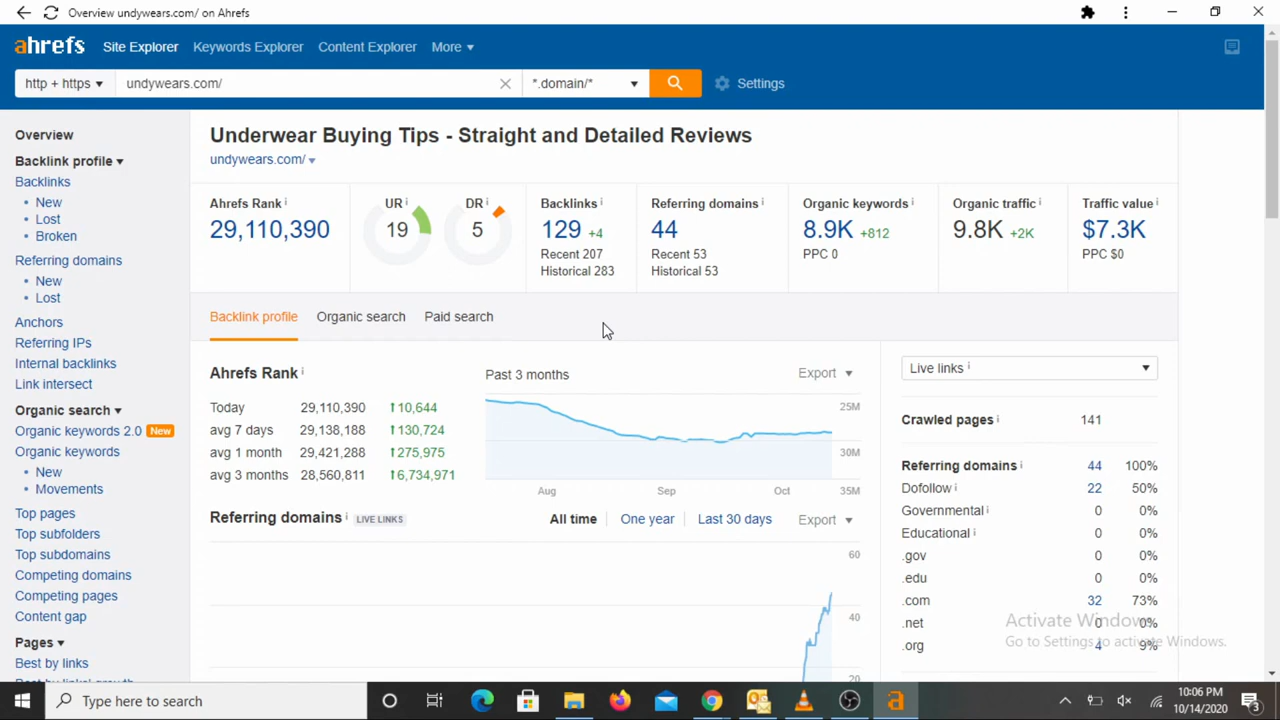 Overview undywears.com/ on Ahrefs
ahrefs Site Explorer Keywords Explorer Content Explorer More
http + https undywears.com/ *.domain/* Settings
Overview
Backlink profile
Backlinks
New
Lost
Broken
Referring domains
New
Lost
Anchors
Referring IPs
Internal backlinks
Link intersect
Organic search
Organic keywords 2.0 New
Organic keywords
New
Movements
Top pages
Top subfolders
Top subdomains
Competing domains
Competing pages
Content gap
Pages
Best by links
Best by links' growth
Underwear Buying Tips - Straight and Detailed Reviews
undywears.com/
Ahrefs Rank i
29,110,390
UR i
19
DR i
5
Backlinks i
129 +4
Recent 207
Historical 283
Referring domains i
44
Recent 53
Historical 53
Organic keywords i
8.9K +812
PPC 0
Organic traffic i
9.8K +2K
Traffic value i
$7.3K
PPC $0
Backlink profile Organic search Paid search
Ahrefs Rank i
Today 29,110,390 ↑10,644
avg 7 days 29,138,188 ↑130,724
avg 1 month 29,421,288 ↑275,975
avg 3 months 28,560,811 ↑6,734,971
Past 3 months Export
25M
30M
35M
Aug Sep Oct
Referring domains i LIVE LINKS All time One year Last 30 days Export
60
40
20
Live links i
Crawled pages i 141
Referring domains i 44 100%
Dofollow i 22 50%
Governmental i 0 0%
Educational i 0 0%
.gov 0 0%
.edu 0 0%
.com 32 73%
.net 0 0%
.org 4 9%
Activate Windows
Go to Settings to activate Windows.
Type here to search
10:06 PM
10/14/2020
3